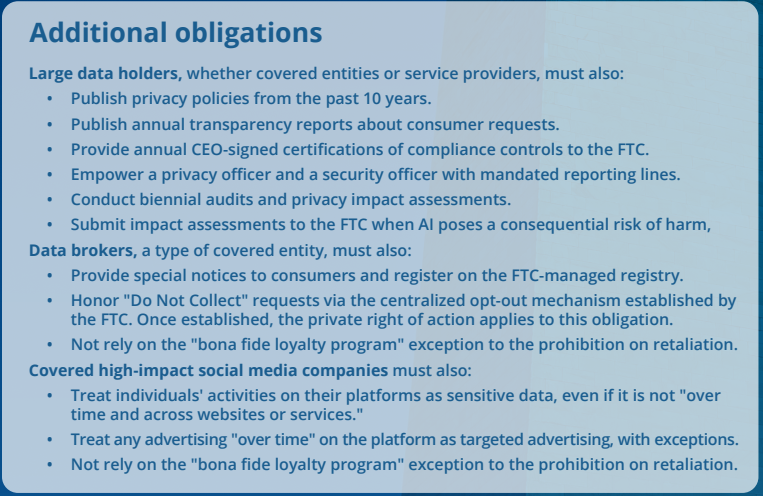 Additional obligations
Large data holders, whether covered entities or service providers, must also:
• Publish privacy policies from the past 10 years.
• Publish annual transparency reports about consumer requests.
• Provide annual CEO-signed certifications of compliance controls to the FTC.
• Empower a privacy officer and a security officer with mandated reporting lines.
• Conduct biennial audits and privacy impact assessments.
• Submit impact assessments to the FTC when AI poses a consequential risk of harm,
Data brokers, a type of covered entity, must also:
• Provide special notices to consumers and register on the FTC-managed registry.
• Honor "Do Not Collect" requests via the centralized opt-out mechanism established by
the FTC. Once established, the private right of action applies to this obligation.
• Not rely on the "bona fide loyalty program" exception to the prohibition on retaliation.
Covered high-impact social media companies must also:
• Treat individuals' activities on their platforms as sensitive data, even if it is not "over
time and across websites or services."
• Treat any advertising "over time" on the platform as targeted advertising, with exceptions.
• Not rely on the "bona fide loyalty program" exception to the prohibition on retaliation.